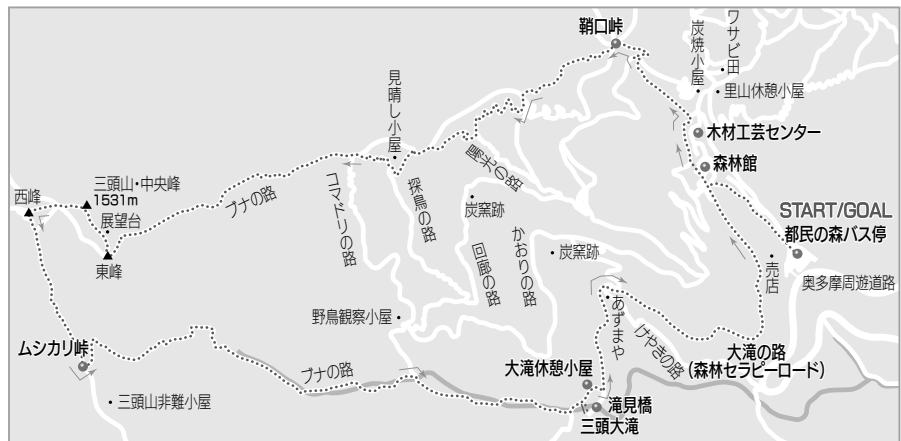 鞘口峠
ワサビ田
炭焼小屋
里山休憩小屋
見晴し小屋
木材工芸センター
森林館
陽光の路
START/GOAL
都民の森バス停
西峰
三頭山・中央峰
1531m
展望台
東峰
ブナの路
コマドリの路
探鳥の路
炭窯跡
回廊の路
かおりの路
炭窯跡
売店
奥多摩周遊道路
野鳥観察小屋
あずまや
けやきの路
大滝の路
(森林セラピーロード)
ムシカリ峠
ブナの路
大滝休憩小屋
三頭山非難小屋
滝見橋
三頭大滝